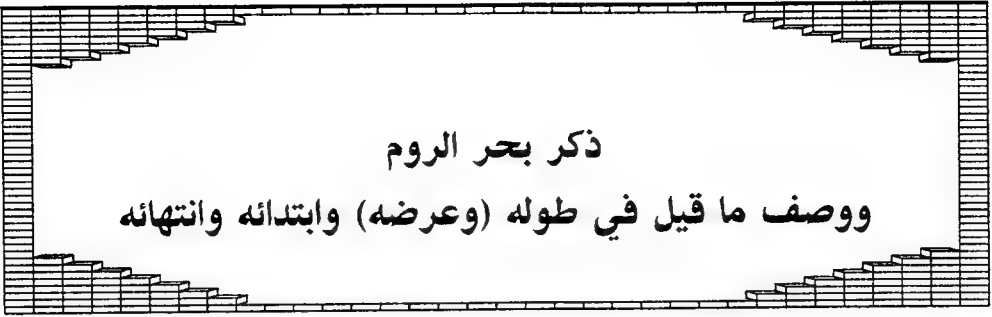 ذكر بحر الروم
ووصف ما قيل في طوله (وعرضه) وابتدائه وانتهائه